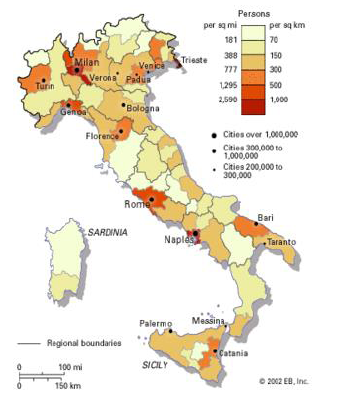 Persons
per sq mi per sq km
181 70
388 150
777 300
1,295 500
2,590 1,000
Cities over 1,000,000
Cities 300,000 to
1,000,000
Cities 200,000 to
300,000
Milan
Trieste
Venice
Verona
Padua
Turin
Genoa
Bologna
Florence
Rome
Bari
Naples
Taranto
SARDINIA
Palermo
Messina
Catania
SICILY
Regional boundaries
0 100 mi
0 150 km
© 2002 EB, Inc.